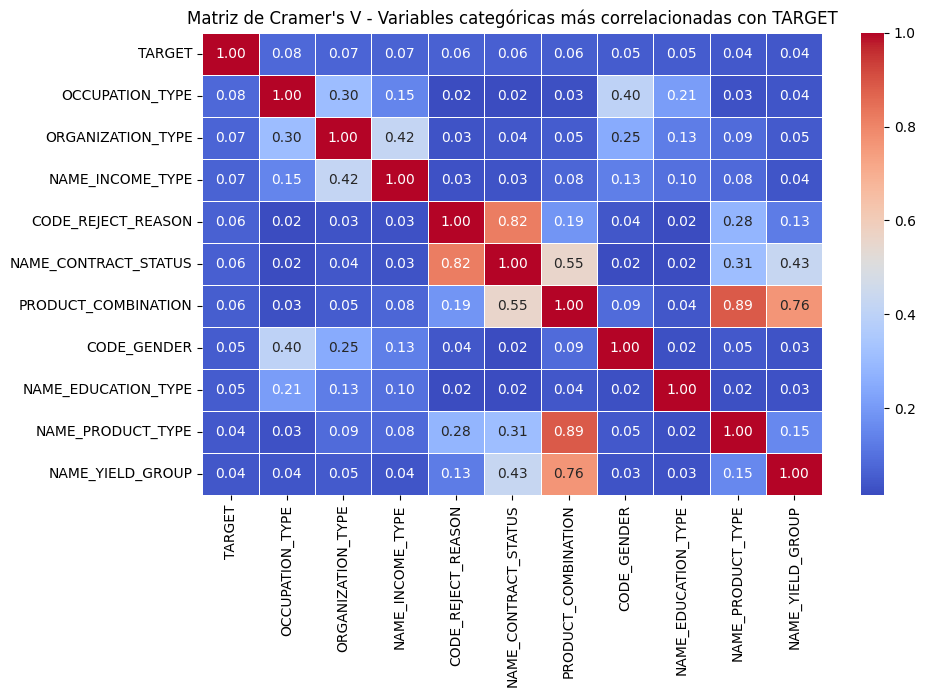 Matriz de Cramer's V - Variables categóricas más correlacionadas con TARGET
TARGET 1.00 0.08 0.07 0.07 0.06 0.06 0.06 0.05 0.05 0.04 0.04
OCCUPATION_TYPE 0.08 1.00 0.30 0.15 0.02 0.02 0.03 0.40 0.21 0.03 0.04
ORGANIZATION_TYPE 0.07 0.30 1.00 0.42 0.03 0.04 0.05 0.25 0.13 0.09 0.05
NAME_INCOME_TYPE 0.07 0.15 0.42 1.00 0.03 0.03 0.08 0.13 0.10 0.08 0.04
CODE_REJECT_REASON 0.06 0.02 0.03 0.03 1.00 0.82 0.19 0.04 0.02 0.28 0.13
NAME_CONTRACT_STATUS 0.06 0.02 0.04 0.03 0.82 1.00 0.55 0.02 0.02 0.31 0.43
PRODUCT_COMBINATION 0.06 0.03 0.05 0.08 0.19 0.55 1.00 0.09 0.04 0.89 0.76
CODE_GENDER 0.05 0.40 0.25 0.13 0.04 0.02 0.09 1.00 0.02 0.05 0.03
NAME_EDUCATION_TYPE 0.05 0.21 0.13 0.10 0.02 0.02 0.04 0.02 1.00 0.02 0.03
NAME_PRODUCT_TYPE 0.04 0.03 0.09 0.08 0.28 0.31 0.89 0.05 0.02 1.00 0.15
NAME_YIELD_GROUP 0.04 0.04 0.05 0.04 0.13 0.43 0.76 0.03 0.03 0.15 1.00
TARGET
OCCUPATION_TYPE
ORGANIZATION_TYPE
NAME_INCOME_TYPE
CODE_REJECT_REASON
NAME_CONTRACT_STATUS
PRODUCT_COMBINATION
CODE_GENDER
NAME_EDUCATION_TYPE
NAME_PRODUCT_TYPE
NAME_YIELD_GROUP
1.0
0.8
0.6
0.4
0.2